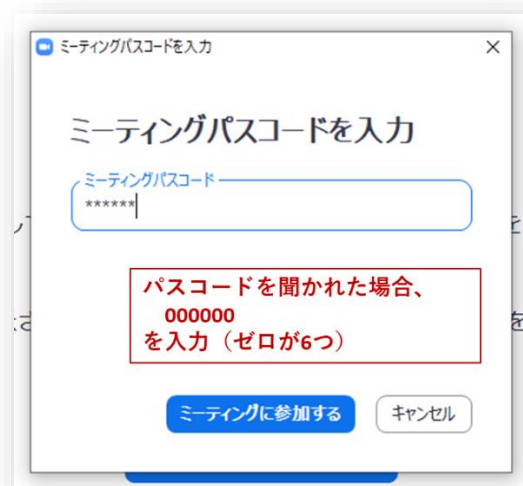 ミーティングパスコードを入力
ミーティングパスコードを入力
ミーティングパスコード
******
パスコードを聞かれた場合、
000000
を入力（ゼロが6つ）
ミーティングに参加する
キャンセル